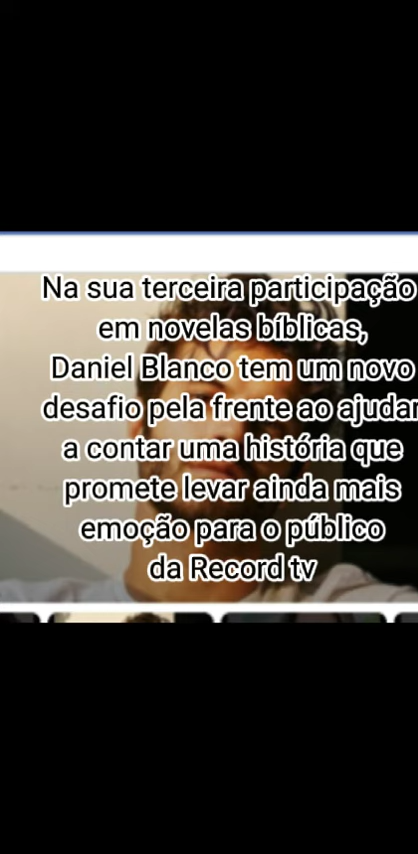 Na sua terceira participação
em novelas bíblicas,
Daniel Blanco tem um novo
desafio pela frente ao ajudar
a contar uma história que
promete levar ainda mais
emoção para o público
da Record tv